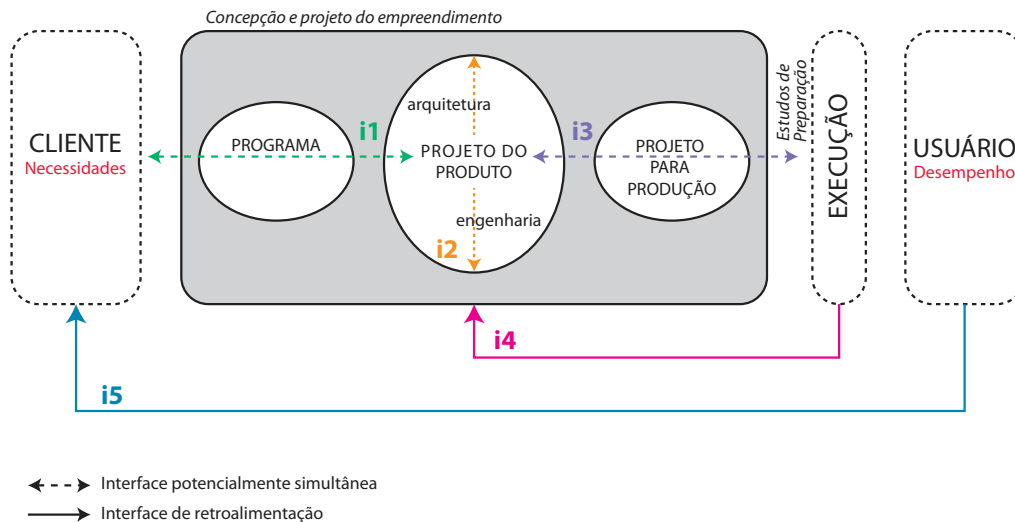 Concepção e projeto do empreendimento
CLIENTE
Necessidades
PROGRAMA
i1
arquitetura
PROJETO DO
PRODUTO
engenharia
i2
i3
PROJETO
PARA
PRODUÇÃO
Estudos de
Preparação
EXECUÇÃO
USUÁRIO
Desempenho
i4
i5
Interface potencialmente simultânea
Interface de retroalimentação